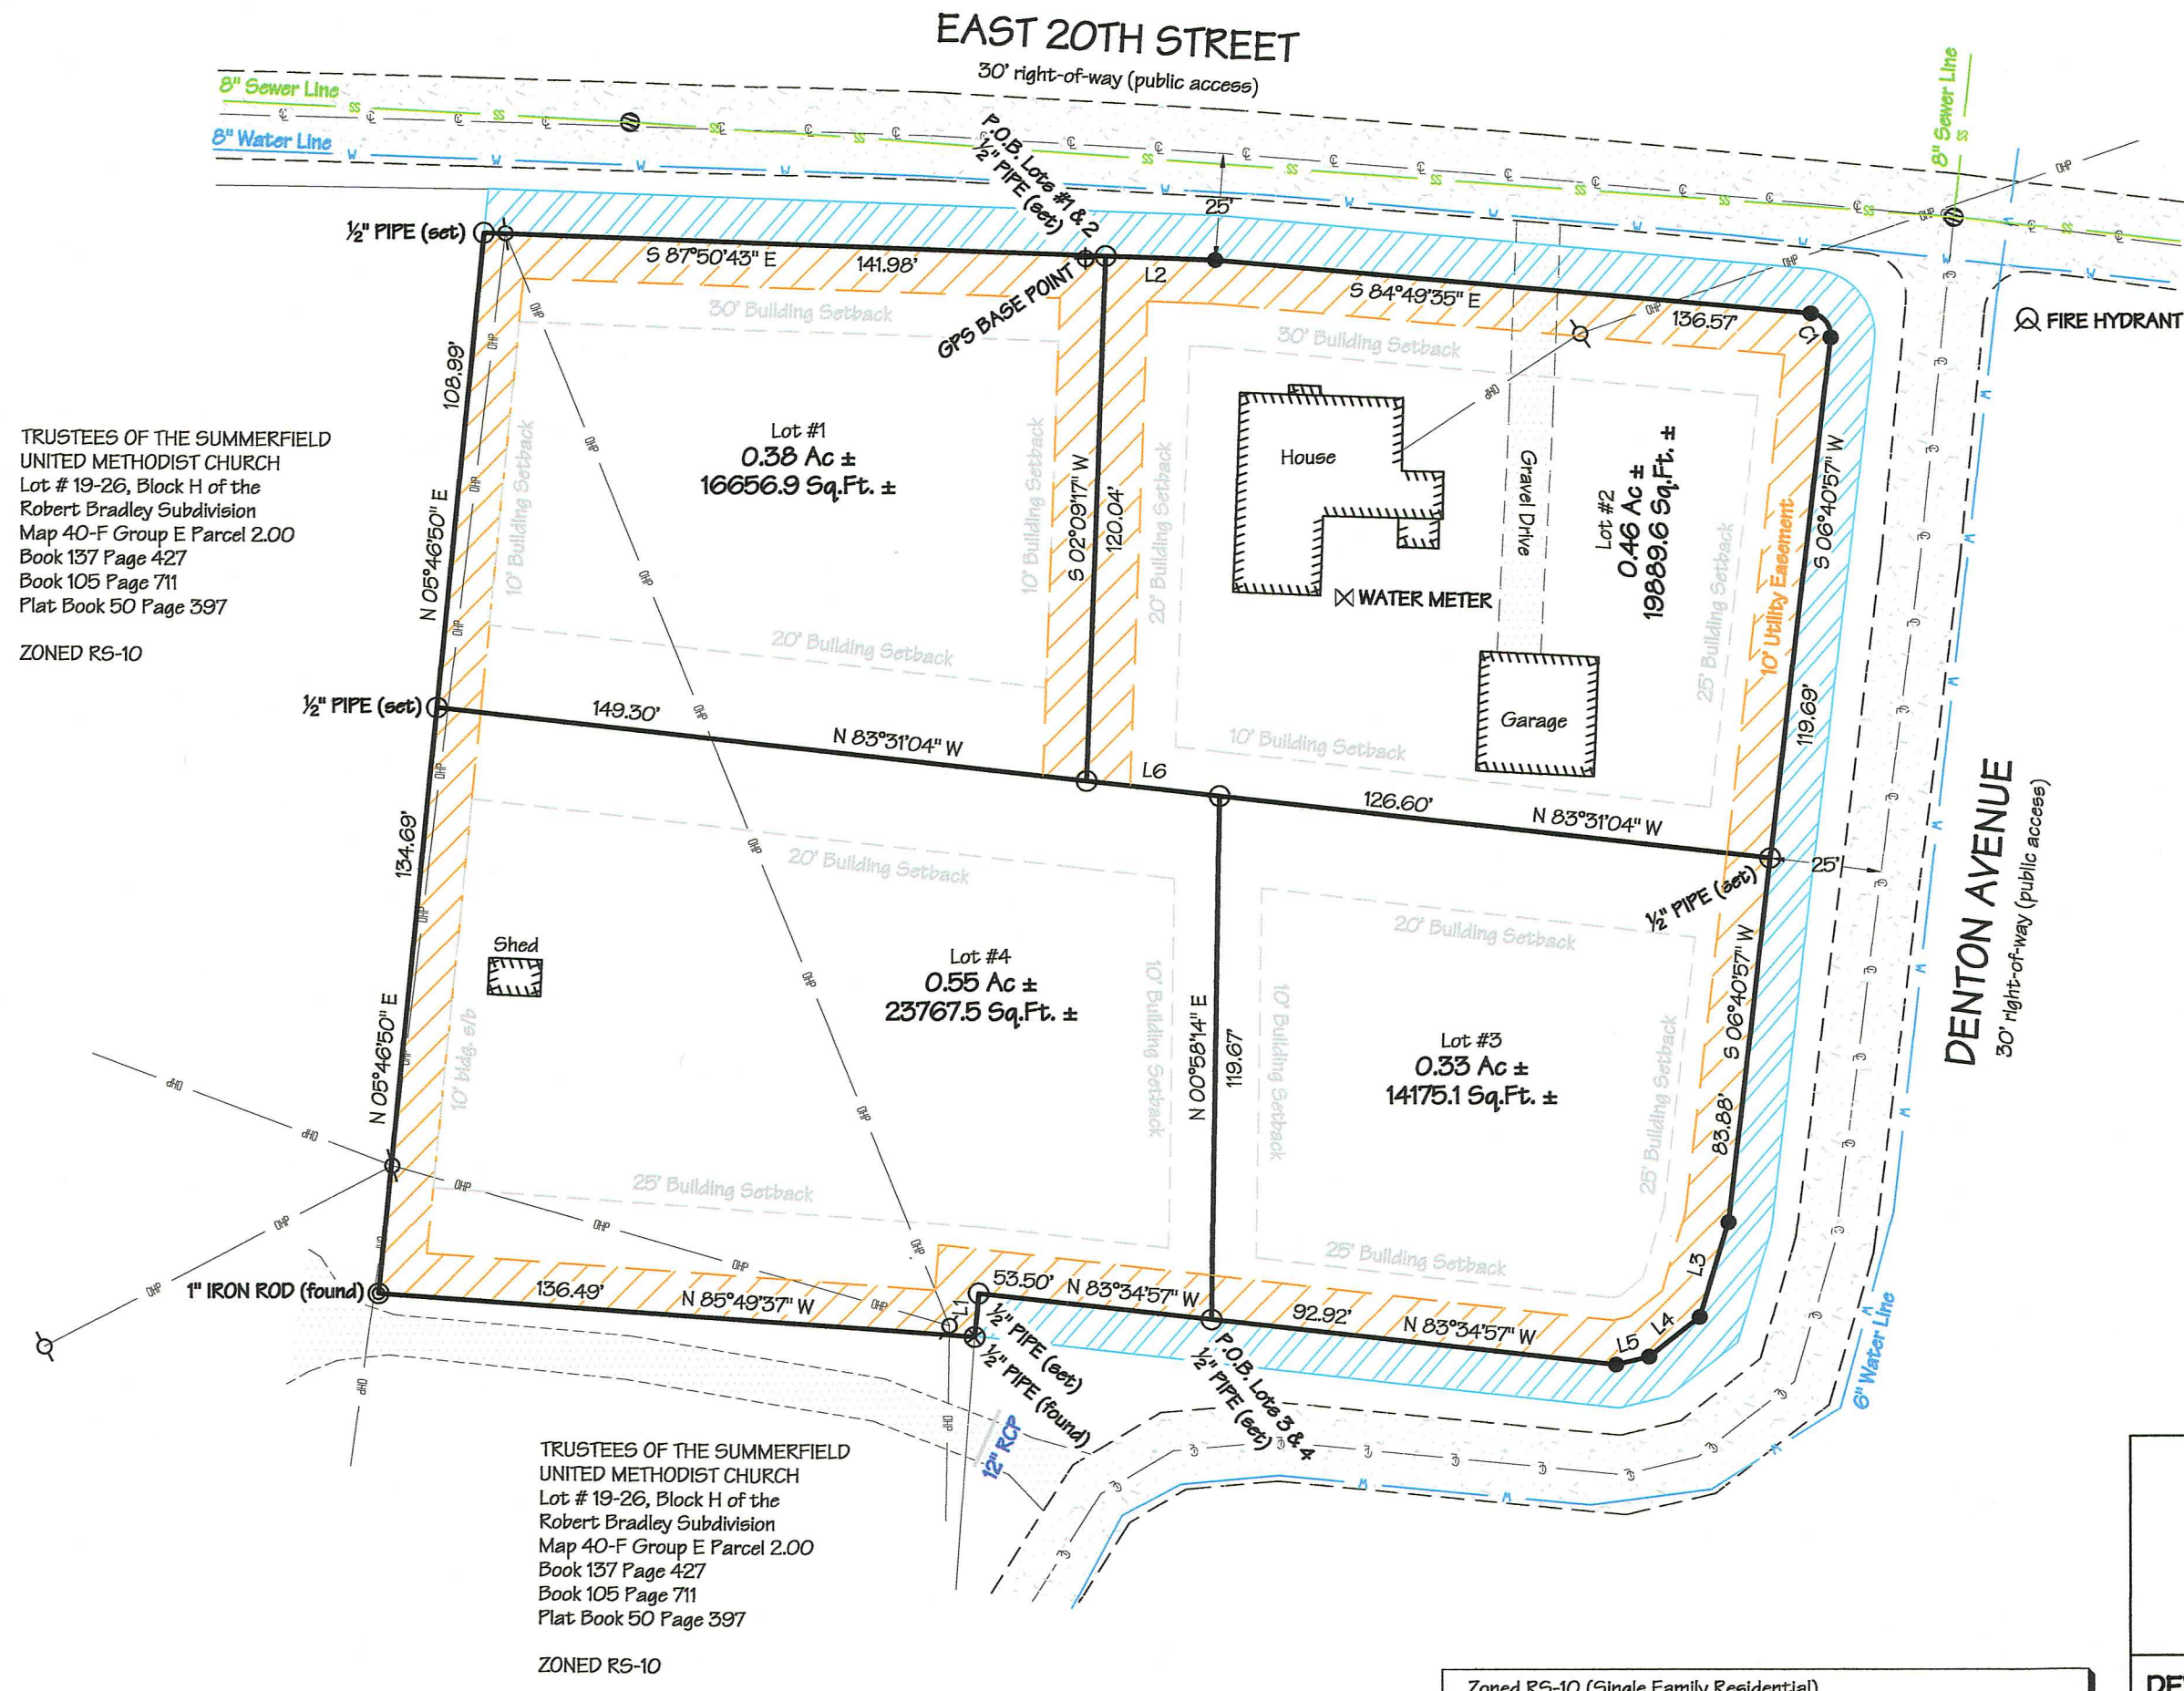 EAST 20TH STREET
30' right-of-way (public access)
8" Sewer Line
8" Water Line
8" Sewer Line
P.O.B. Lots #1 & 2
½" PIPE (set)
25'
½" PIPE (set)
S 87°50'43" E
141.98'
GPS BASE POINT
L2
S 84°49'35" E
136.57'
C1
FIRE HYDRANT
30' Building Setback
30' Building Setback
108.99'
N 05°46'50" E
TRUSTEES OF THE SUMMERFIELD
UNITED METHODIST CHURCH
Lot # 19-26, Block H of the
Robert Bradley Subdivision
Map 40-F Group E Parcel 2.00
Book 137 Page 427
Book 105 Page 711
Plat Book 50 Page 397
ZONED RS-10
10' Building Setback
Lot #1
0.38 Ac ±
16656.9 Sq.Ft. ±
10' Building Setback
S 02°09'17" W
120.04'
20' Building Setback
House
WATER METER
Gravel Drive
Lot #2
0.46 Ac ±
19889.6 Sq.Ft. ±
25' Building Setback
10' Utility Easement
S 06°40'57" W
119.69'
20' Building Setback
Garage
10' Building Setback
½" PIPE (set)
149.30'
N 83°31'04" W
L6
126.60'
N 83°31'04" W
25'
½" PIPE (set)
DENTON AVENUE
30' right-of-way (public access)
134.69'
N 05°46'50" E
20' Building Setback
20' Building Setback
Shed
10' bldg. s/b
Lot #4
0.55 Ac ±
23767.5 Sq.Ft. ±
10' Building Setback
N 00°58'14" E
119.67'
10' Building Setback
Lot #3
0.33 Ac ±
14175.1 Sq.Ft. ±
25' Building Setback
S 06°40'57" W
83.88'
25' Building Setback
25' Building Setback
L3
L4
L5
1" IRON ROD (found)
136.49'
N 85°49'37" W
L1
53.50'
N 83°34'57" W
92.92'
N 83°34'57" W
½" PIPE (set)
½" PIPE (found)
P.O.B. Lots 3 & 4
½" PIPE (set)
12" RCP
6" Water Line
TRUSTEES OF THE SUMMERFIELD
UNITED METHODIST CHURCH
Lot # 19-26, Block H of the
Robert Bradley Subdivision
Map 40-F Group E Parcel 2.00
Book 137 Page 427
Book 105 Page 711
Plat Book 50 Page 397
ZONED RS-10
Zoned RS-10 (Single Family Residential)